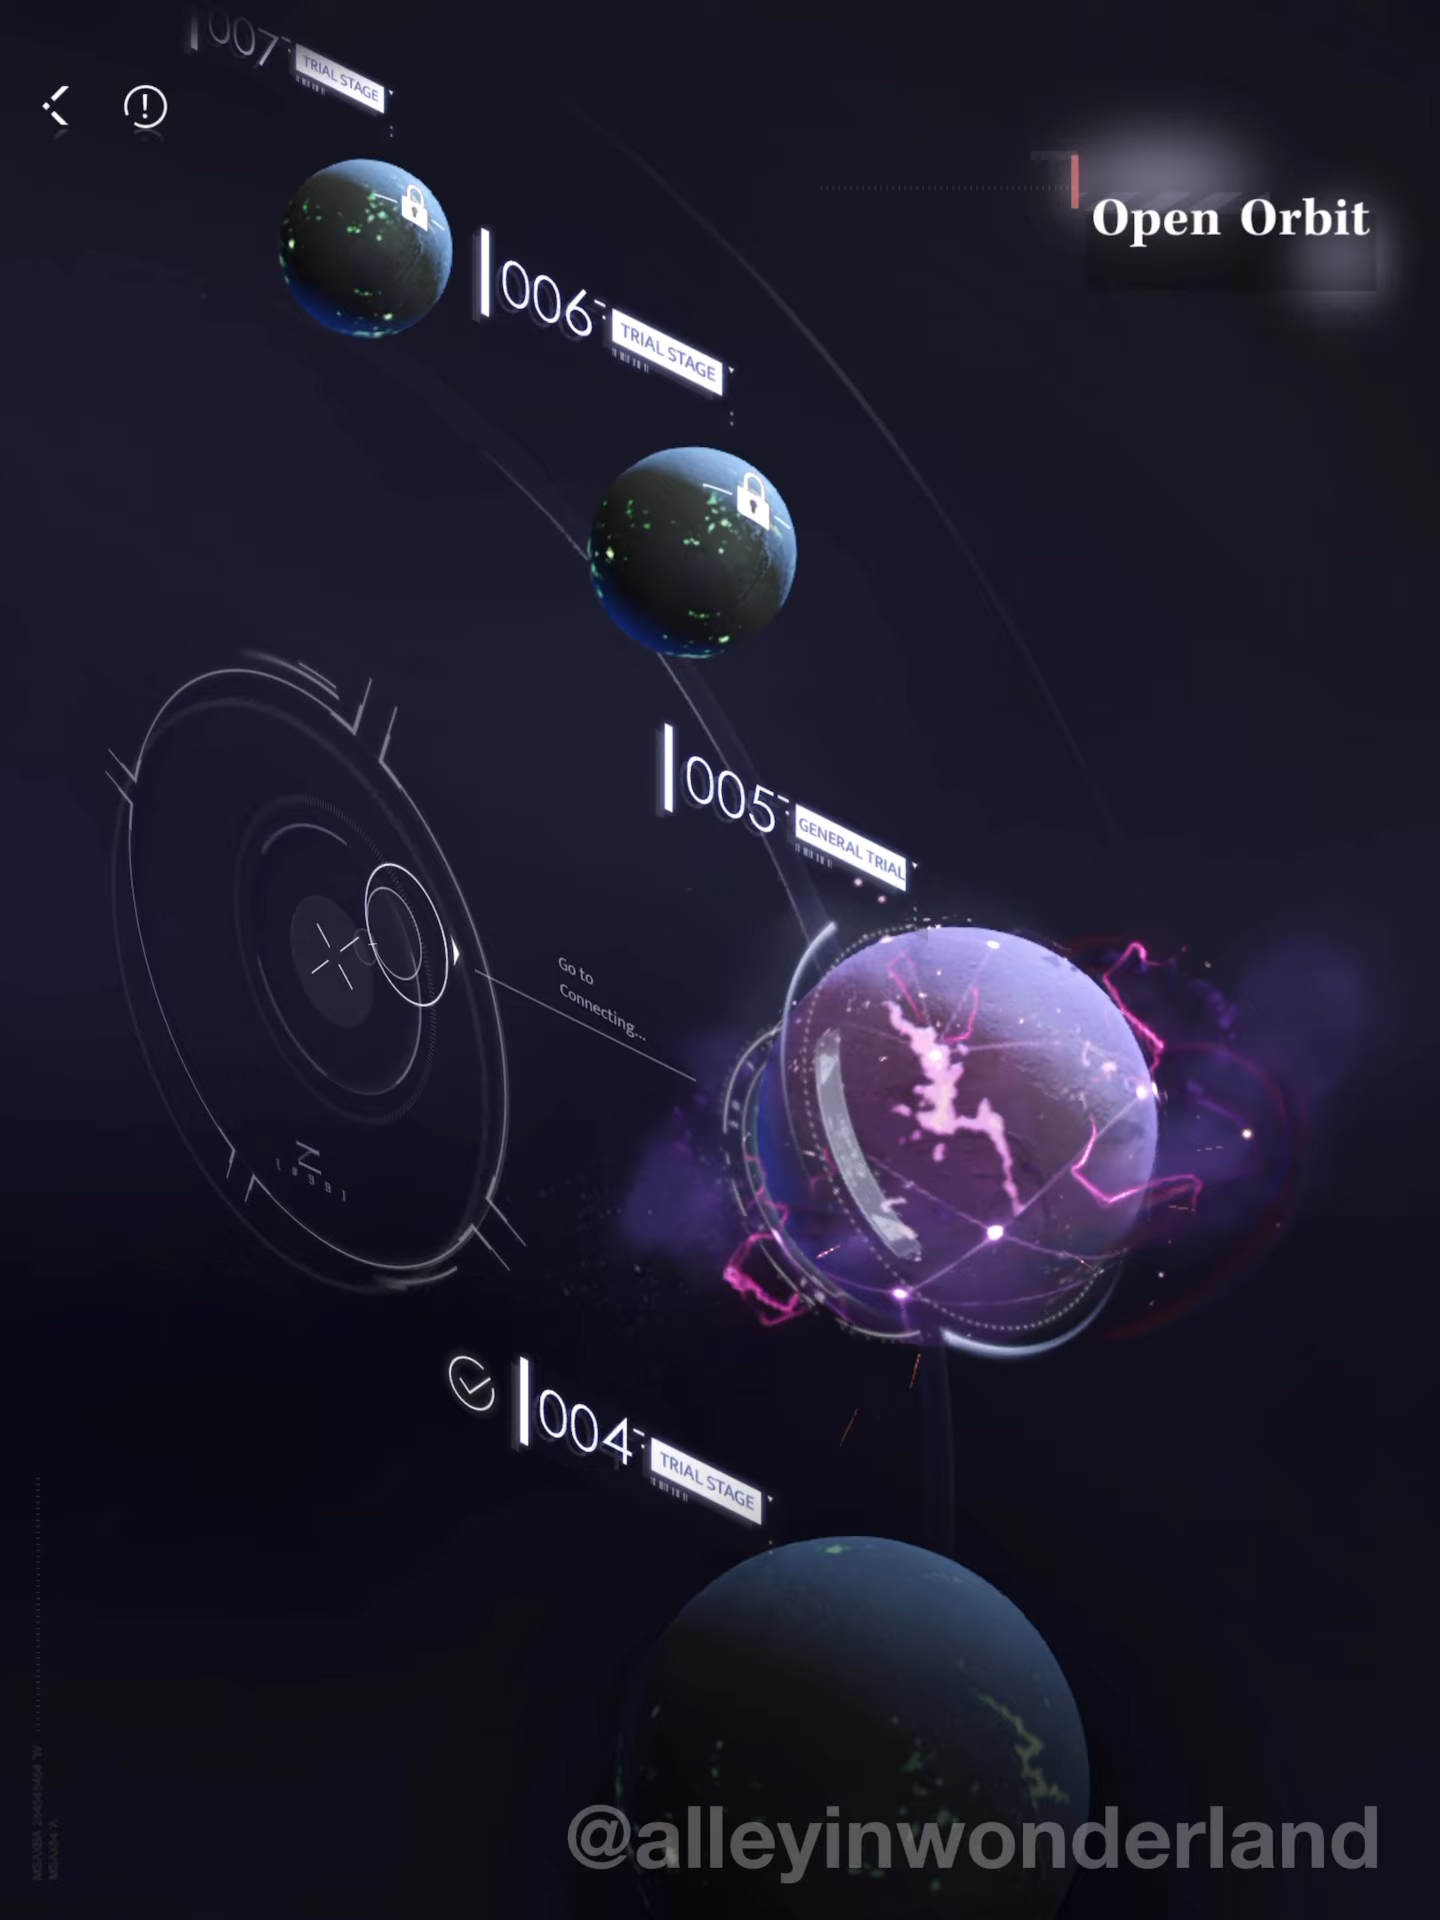 007
TRIAL STAGE
Open Orbit
006
TRIAL STAGE
005
GENERAL TRIAL
Go to
Connecting...
004
TRIAL STAGE
@alleyinwonderland